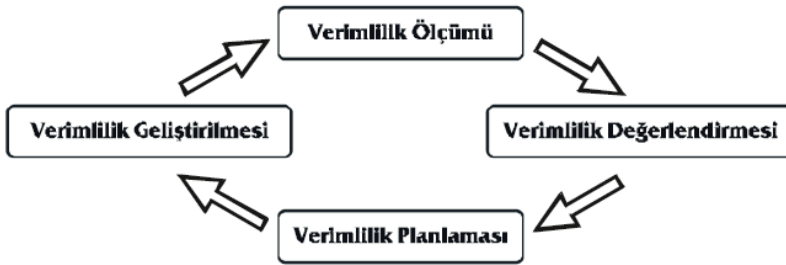 Verimlilik Ölçümü
Verimlilik Geliştirilmesi
Verimlilik Değerlendirmesi
Verimlilik Planlaması